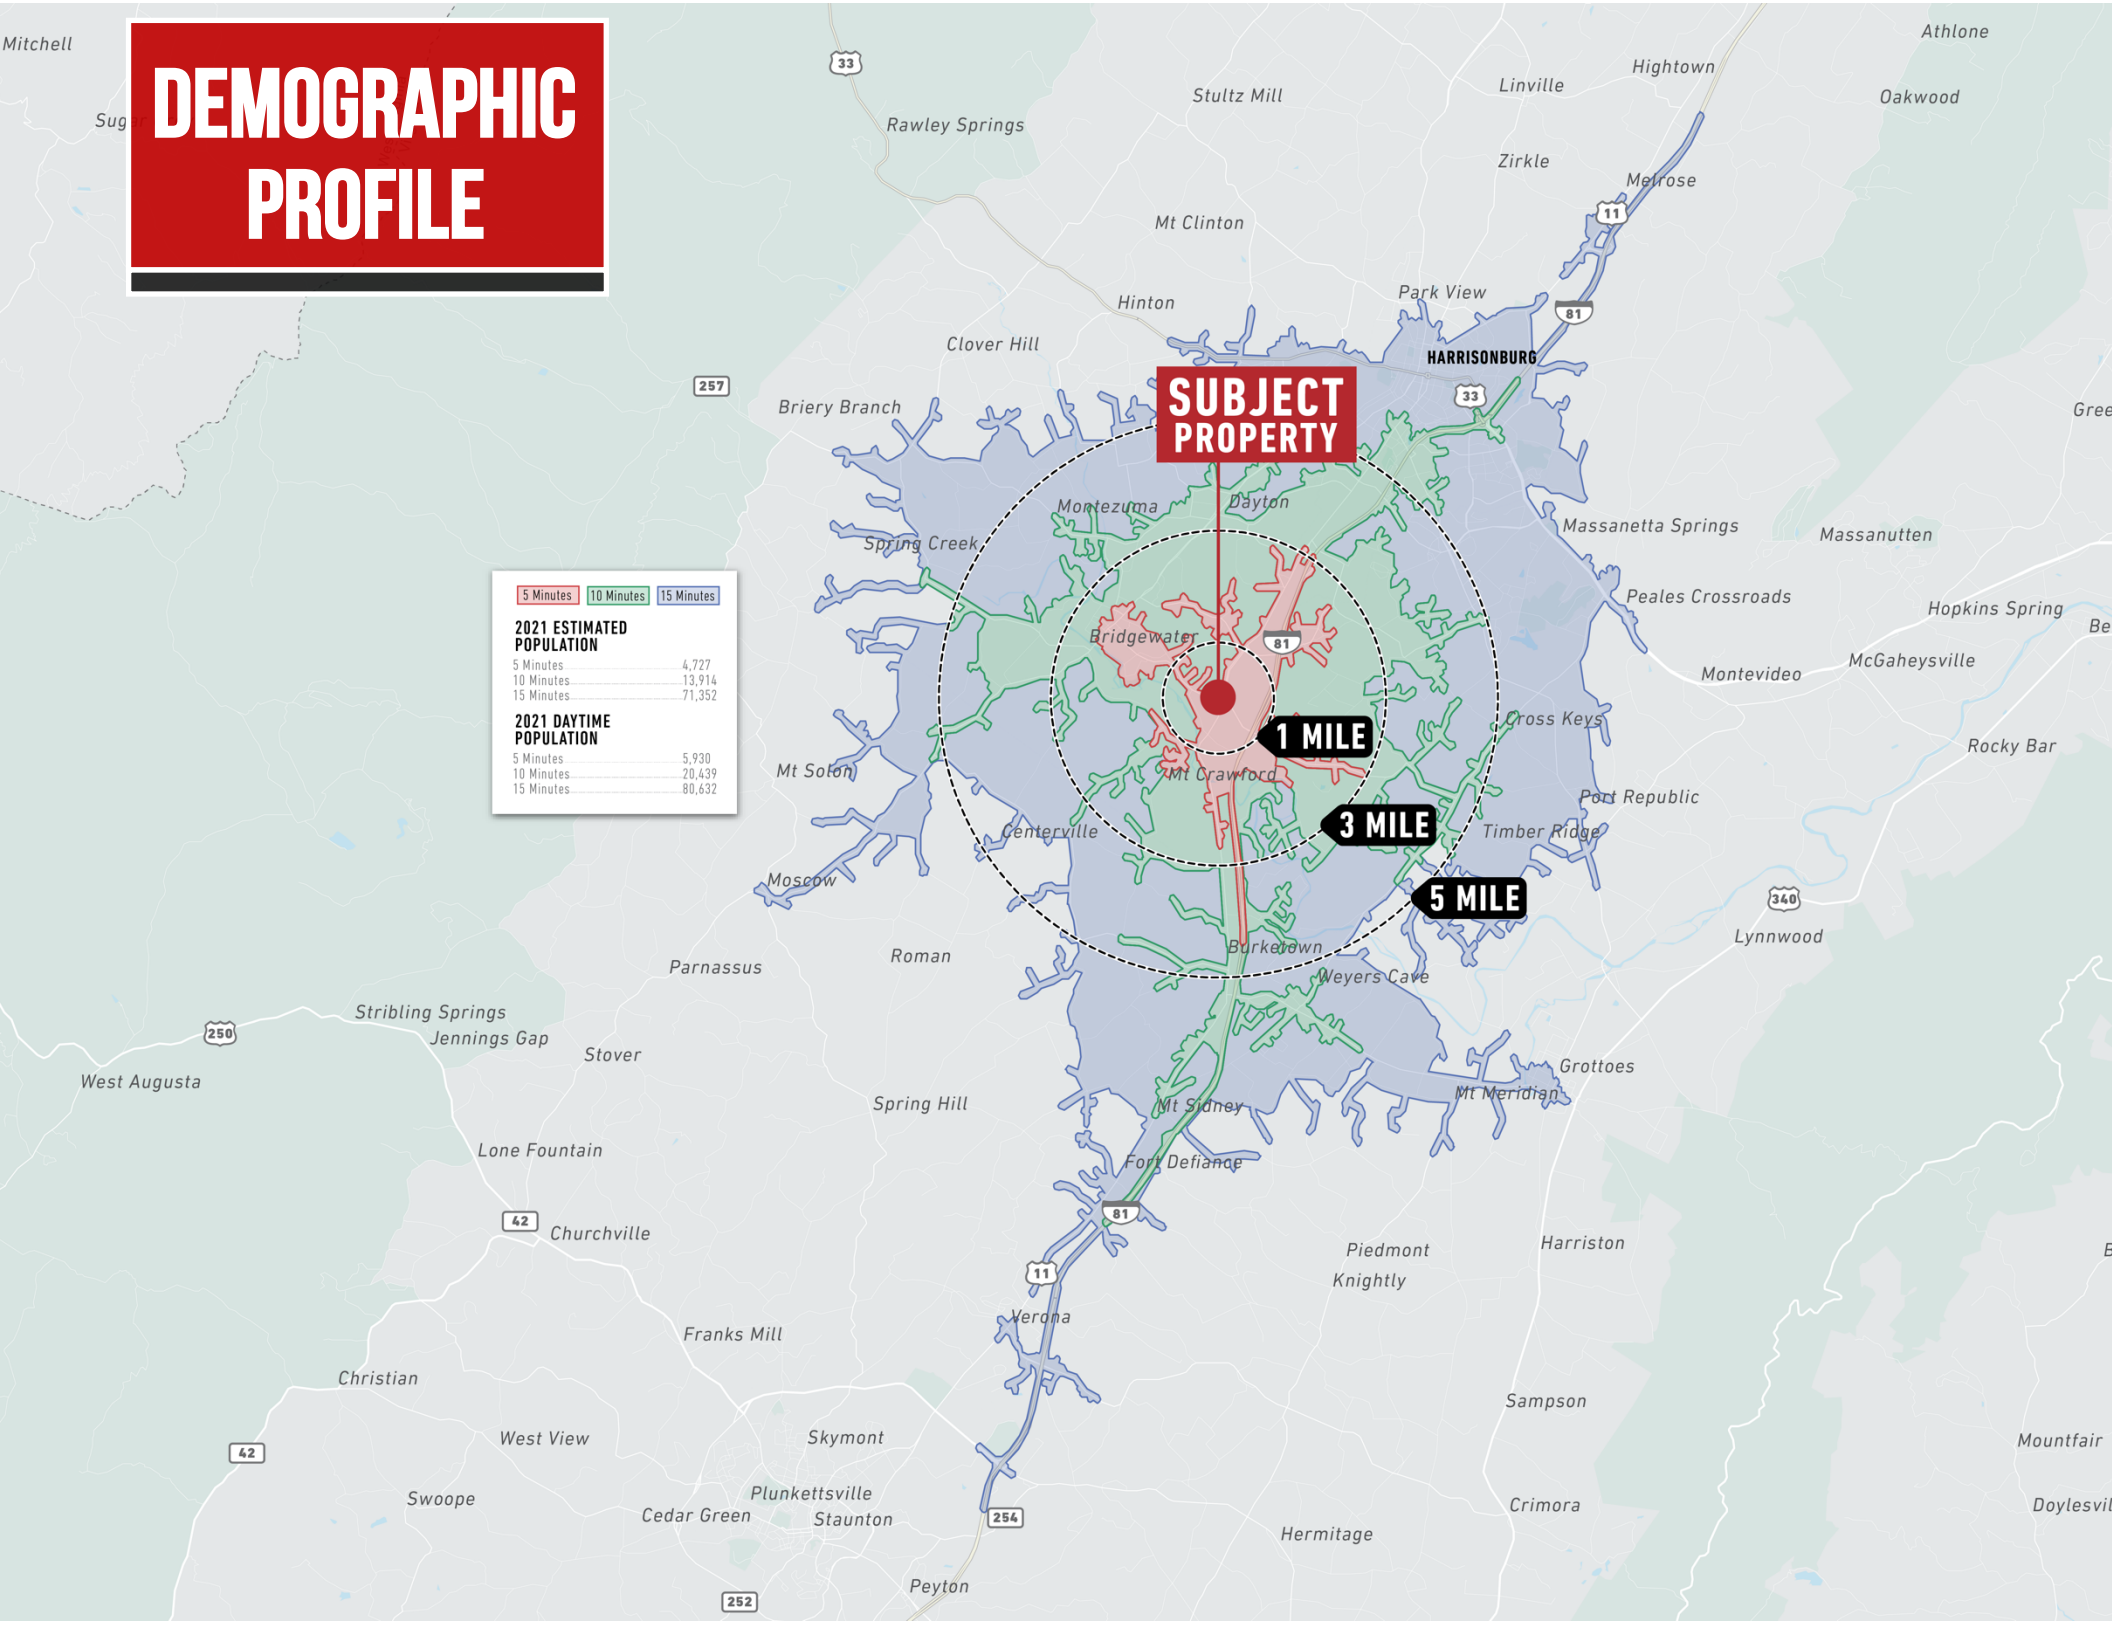 DEMOGRAPHIC
PROFILE
Mitchell
33
Athlone
Hightown
Linville
Stultz Mill
Oakwood
Rawley Springs
Zirkle
Melrose
11
Mt Clinton
Park View
Hinton
81
Clover Hill
HARRISONBURG
257
33
Briery Branch
SUBJECT
PROPERTY
Montezuma
Dayton
Massanetta Springs
Massanutten
Spring Creek
5 Minutes 10 Minutes 15 Minutes
2021 ESTIMATED
POPULATION
5 Minutes 4,727
10 Minutes 13,914
15 Minutes 71,352
2021 DAYTIME
POPULATION
5 Minutes 5,930
10 Minutes 20,439
15 Minutes 80,632
Peales Crossroads
Hopkins Spring
Bridgewater
81
McGaheysville
Montevideo
Cross Keys
1 MILE
Rocky Bar
Mt Solon
Mt Crawford
Port Republic
3 MILE
Centerville
Timber Ridge
Moscow
5 MILE
340
Lynnwood
Burketown
Roman
Parnassus
Weyers Cave
Stribling Springs
250
Jennings Gap
Stover
Grottoes
West Augusta
Mt Meridian
Spring Hill
Mt Sidney
Lone Fountain
Fort Defiance
81
42
Churchville
Harriston
Piedmont
Knightly
11
Verona
Franks Mill
Christian
Sampson
West View
Skymont
Mountfair
42
Plunkettsville
Swoope
Cedar Green
Staunton
254
Crimora
Hermitage
Peyton
252